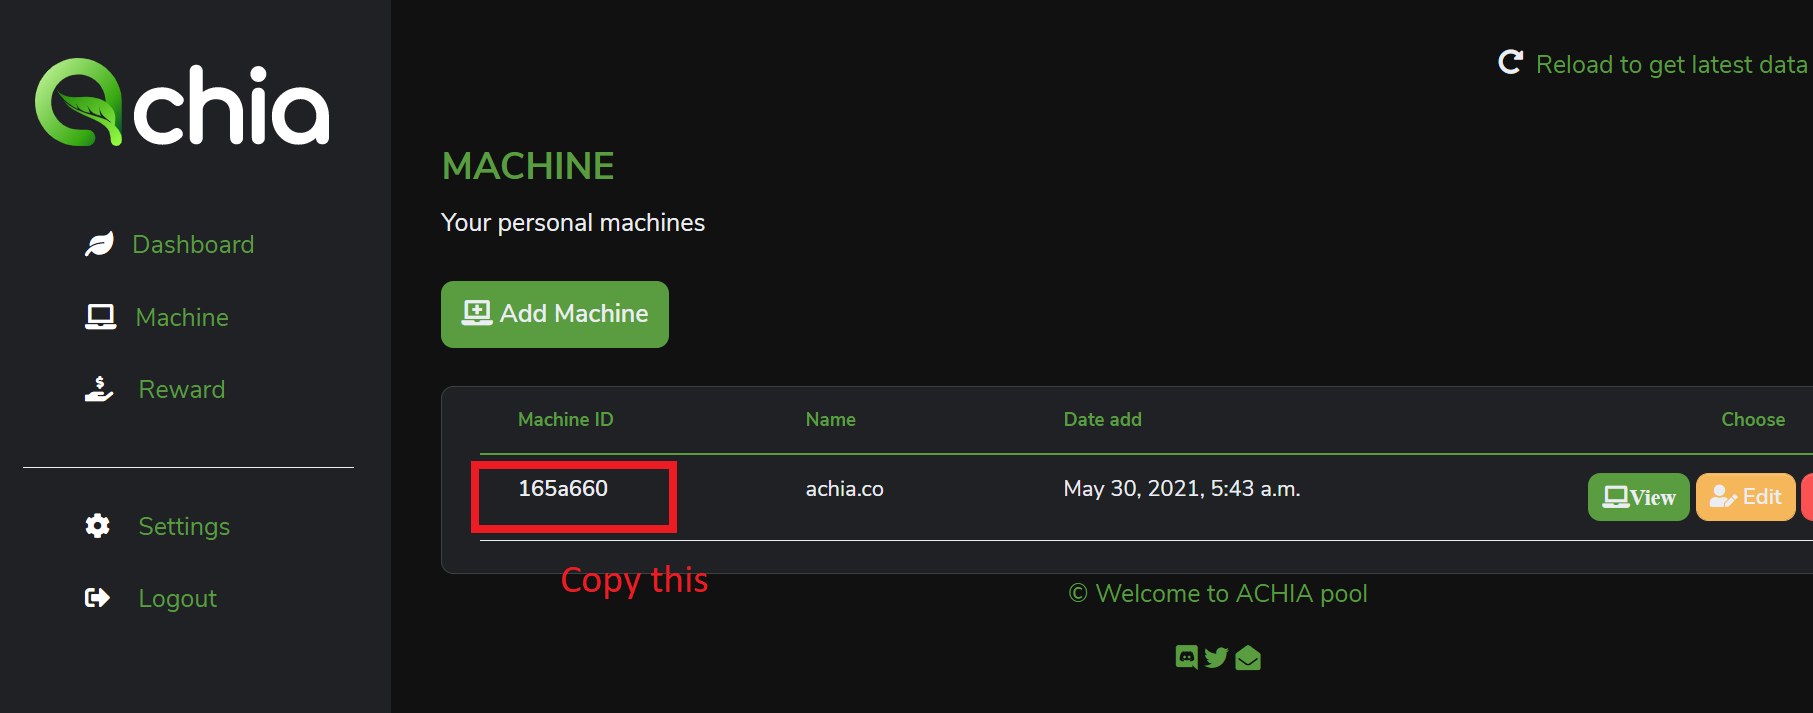 achia
Reload to get latest data
MACHINE
Your personal machines
Dashboard
Machine
Reward
Settings
Logout
Add Machine
Machine ID Name Date add Choose
165a660 achia.co May 30, 2021, 5:43 a.m. View Edit
Copy this
© Welcome to ACHIA pool